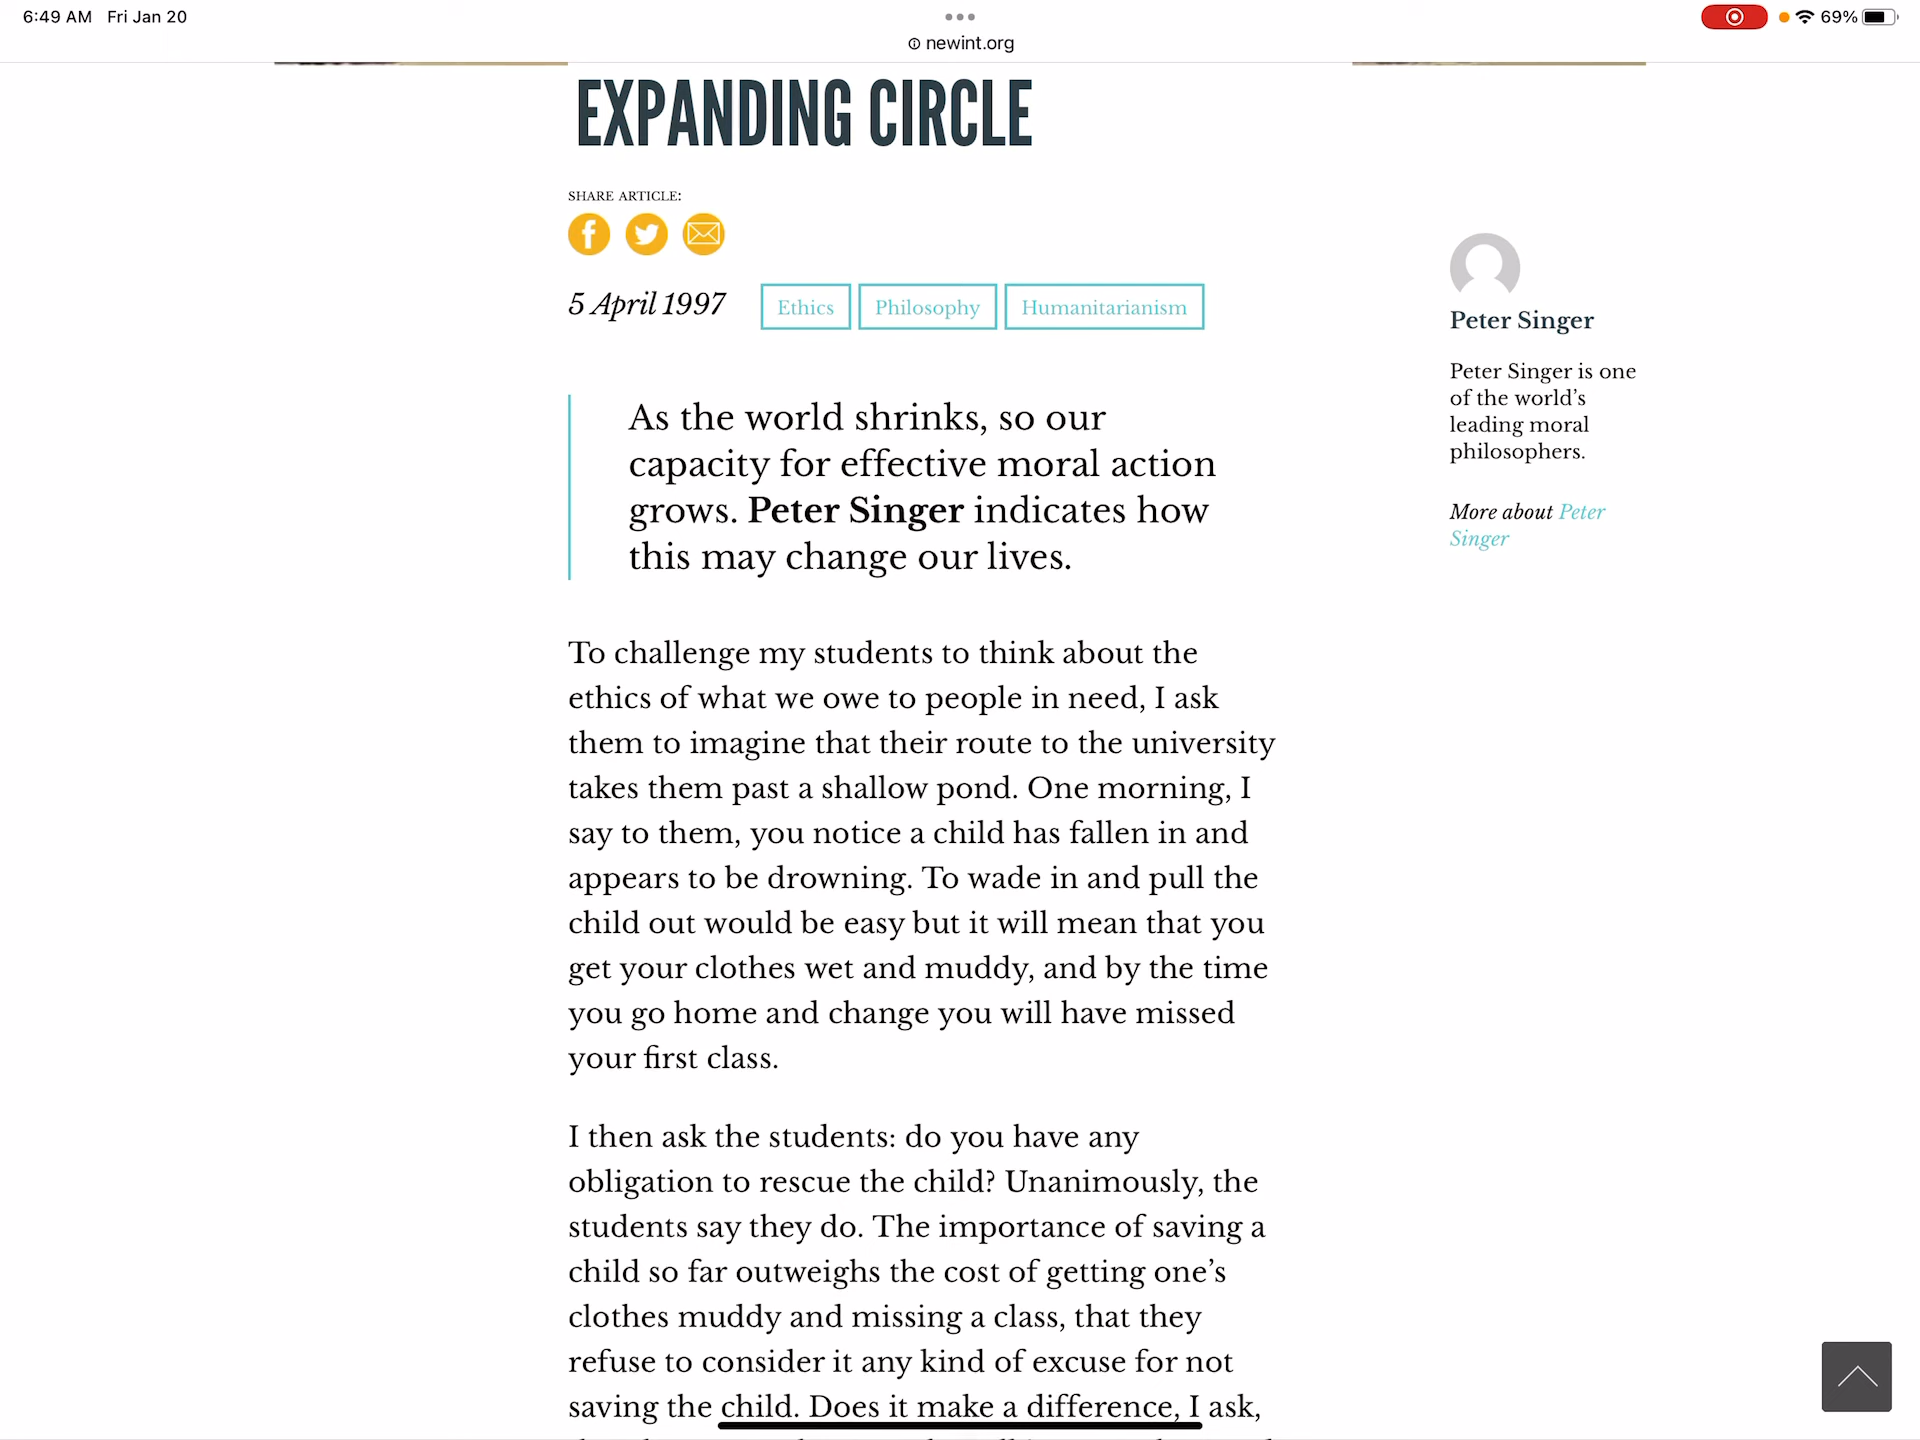 6:49 AM Fri Jan 20
69%
newint.org
EXPANDING CIRCLE
SHARE ARTICLE:
5 April 1997
Ethics
Philosophy
Humanitarianism
As the world shrinks, so our
capacity for effective moral action
grows. Peter Singer indicates how
this may change our lives.
To challenge my students to think about the
ethics of what we owe to people in need, I ask
them to imagine that their route to the university
takes them past a shallow pond. One morning, I
say to them, you notice a child has fallen in and
appears to be drowning. To wade in and pull the
child out would be easy but it will mean that you
get your clothes wet and muddy, and by the time
you go home and change you will have missed
your first class.
I then ask the students: do you have any
obligation to rescue the child? Unanimously, the
students say they do. The importance of saving a
child so far outweighs the cost of getting one’s
clothes muddy and missing a class, that they
refuse to consider it any kind of excuse for not
saving the child. Does it make a difference, I ask,
Peter Singer
Peter Singer is one
of the world’s
leading moral
philosophers.
More about Peter
Singer